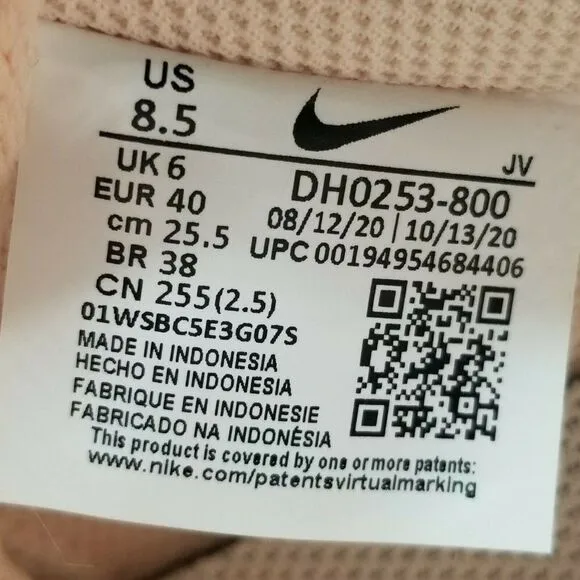 US
8.5
JV
UK 6
DH0253-800
EUR 40
08/12/20 | 10/13/20
cm 25.5
UPC 00194954684406
BR 38
CN 255(2.5)
01WSBC5E3G07S
MADE IN INDONESIA
HECHO EN INDONESIA
FABRIQUE EN INDONESIE
FABRICADO NA INDONÉSIA
This product is covered by one or more patents:
www.nike.com/patentsvirtualmarking